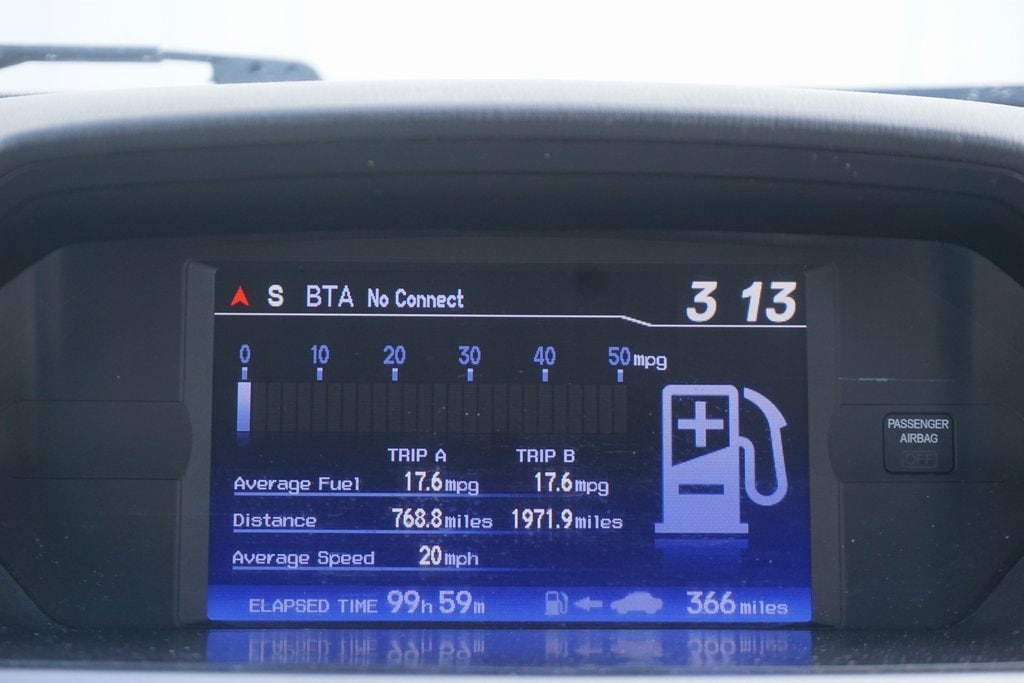 S BTA No Connect 3 13
0 10 20 30 40 50 mpg
TRIP A TRIP B
Average Fuel 17.6 mpg 17.6 mpg
Distance 768.8 miles 1971.9 miles
Average Speed 20 mph
ELAPSED TIME 99h 59m 366 miles
PASSENGER
AIRBAG
OFF